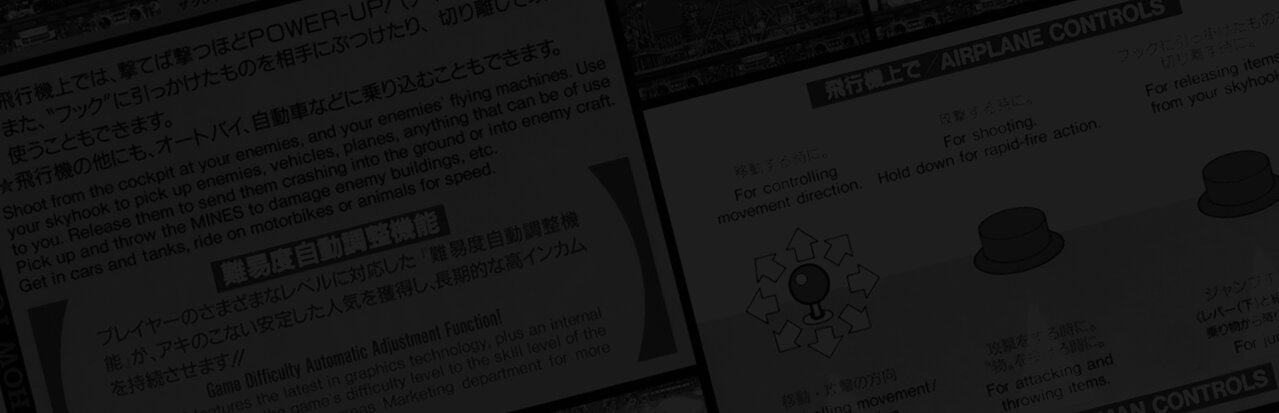 飛行機上では、撃てば撃つほどPOWER-UP!
また、"フック"に引っかけたものを相手にぶつけたり、切り離して
使うこともできます。
★飛行機の他にも、オートバイ、自動車などに乗り込むこともできます。
Shoot from the cockpit at your enemies, and your enemies' flying machines. Use
your skyhook to pick up enemies, vehicles, planes, anything that can be of use
to you. Release them to send them crashing into the ground or into enemy craft.
Pick up and throw the MINES to damage enemy buildings, etc.
Get in cars and tanks, ride on motorbikes or animals for speed.
難易度自動調整機能
プレイヤーのさまざまなレベルに対応した『難易度自動調整機
能』が、アキのこない安定した人気を獲得し、長期的な高インカム
を持続させます!!
Game Difficulty Automatic Adjustment Function!
features the latest in graphics technology, plus an internal
the game's difficulty level to the skill level of the
Marketing department for more
飛行機上で/AIRPLANE CONTROLS
移動する時に。
For controlling
movement direction.
攻撃する時に。
For shooting.
Hold down for rapid-fire action.
フックに引っかけたもの
切り離す時に。
For releasing items
from your skyhook
移動・攻撃の方向
movement/
攻撃をする時に。
物をする時に。
For attacking and
throwing items.
ジャンプ
(レバー(下)と
乗り物から
For
CONTROLS